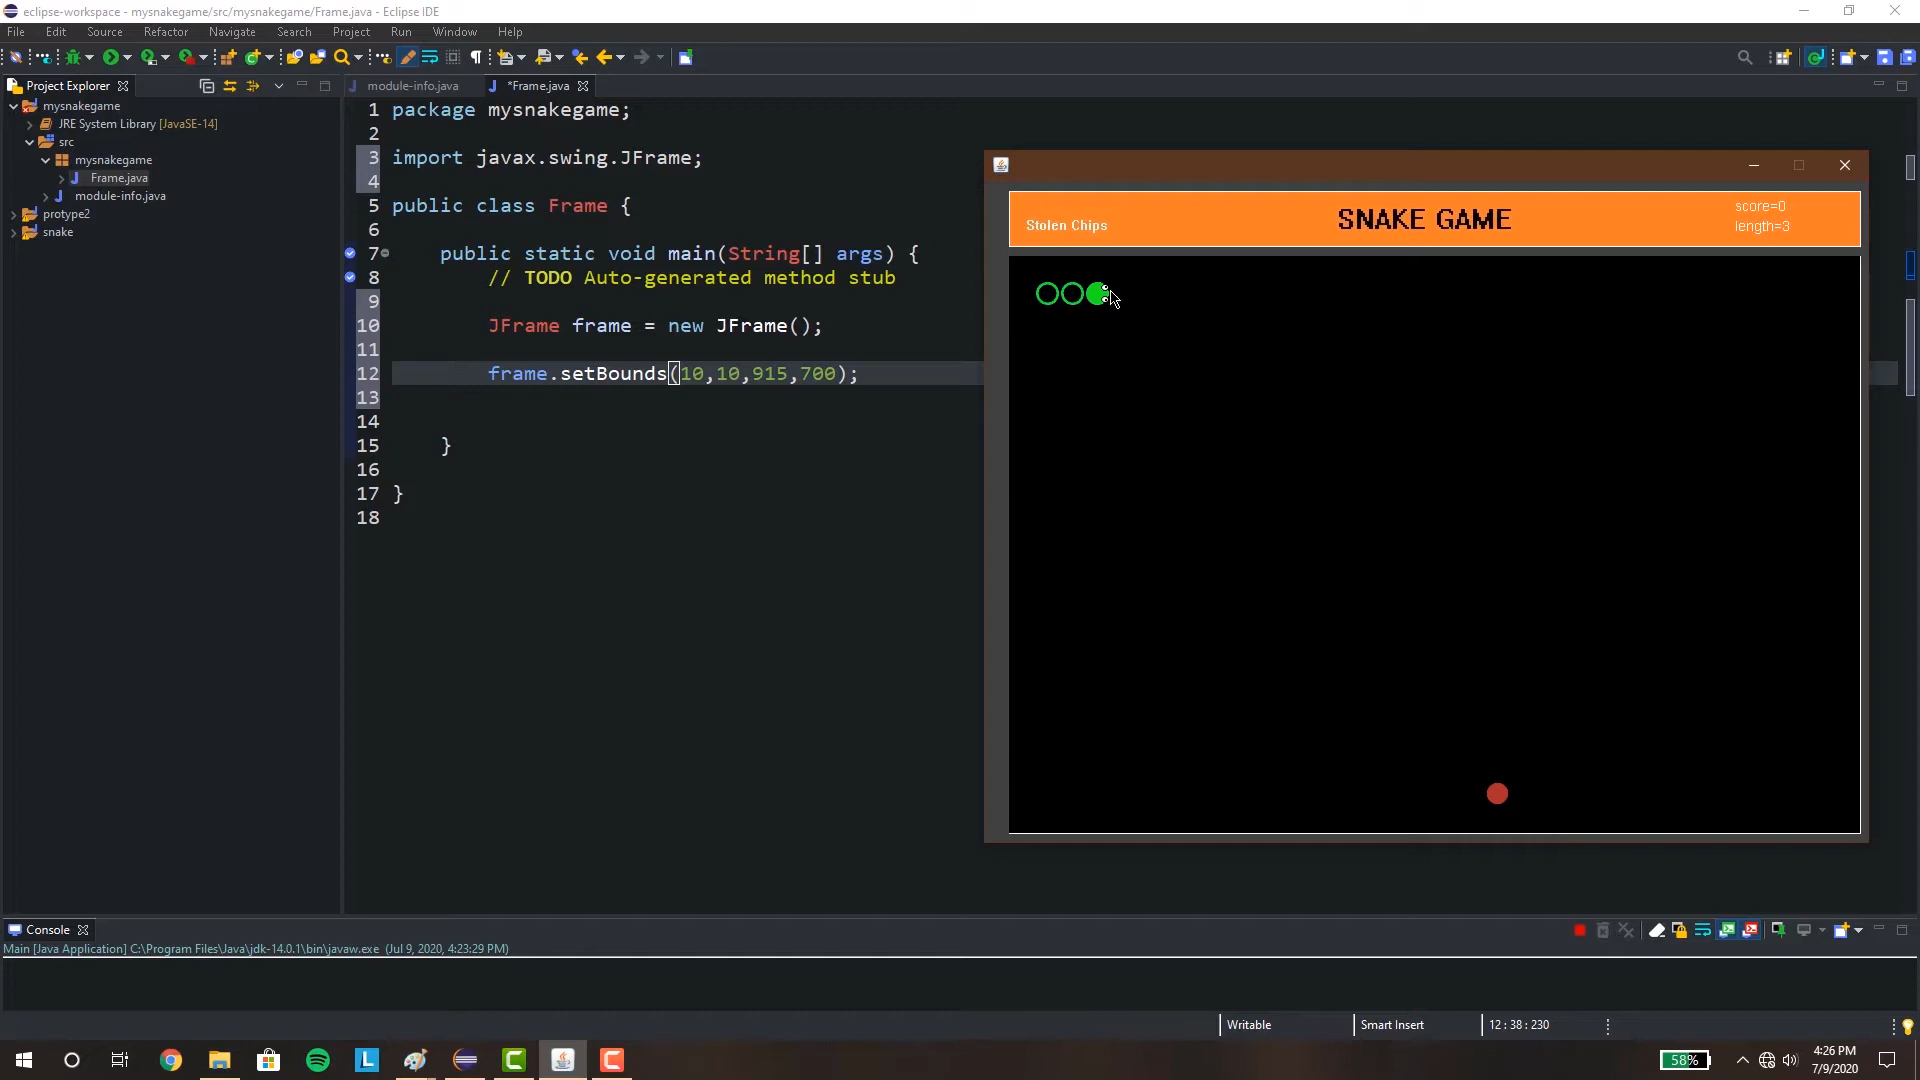 eclipse-workspace - mysnakegame/src/mysnakegame/Frame.java - Eclipse IDE
File Edit Source Refactor Navigate Search Project Run Window Help
Project Explorer
module-info.java
*Frame.java
mysnakegame
JRE System Library [JavaSE-14]
src
mysnakegame
Frame.java
module-info.java
protype2
snake
1 package mysnakegame;
2
3 import javax.swing.JFrame;
4
5 public class Frame {
6
7 public static void main(String[] args) {
8 // TODO Auto-generated method stub
9
10 JFrame frame = new JFrame();
11
12 frame.setBounds(10,10,915,700);
13
14
15 }
16
17 }
18
Stolen Chips
SNAKE GAME
score=0
length=3
Console
Main [Java Application] C:\Program Files\Java\jdk-14.0.1\bin\javaw.exe (Jul 9, 2020, 4:23:29 PM)
Writable
Smart Insert
12 : 38 : 230
58%
4:26 PM
7/9/2020